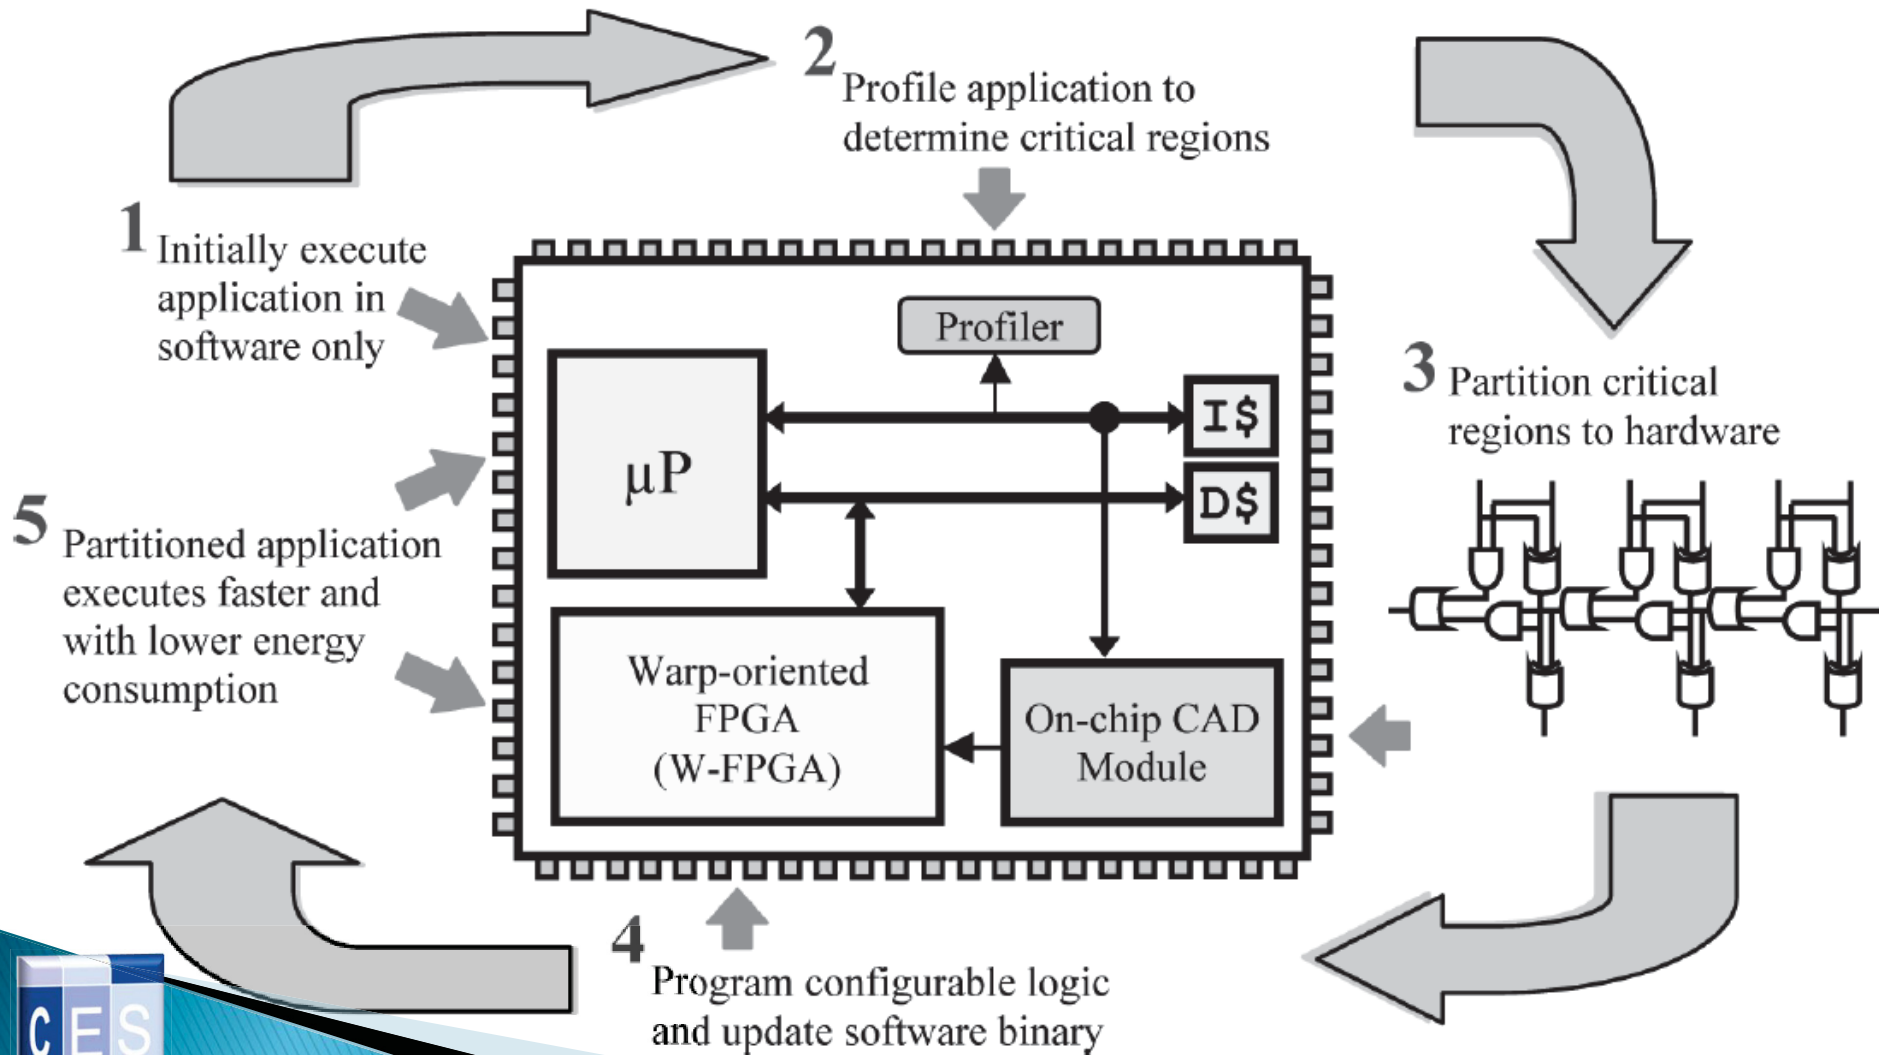 1
Initially execute
application in
software only
2
Profile application to
determine critical regions
3
Partition critical
regions to hardware
4
Program configurable logic
and update software binary
5
Partitioned application
executes faster and
with lower energy
consumption
Profiler
µP
I$
D$
Warp-oriented
FPGA
(W-FPGA)
On-chip CAD
Module
CES